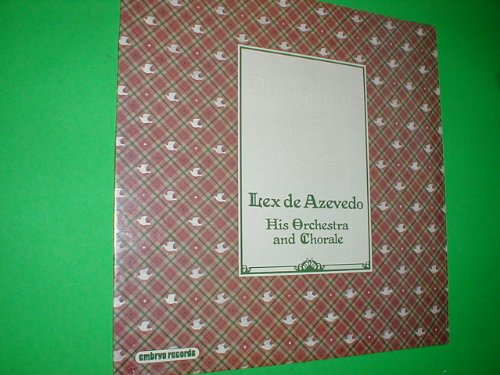 Lex de Azevedo
His Orchestra
and Chorale
embryo records